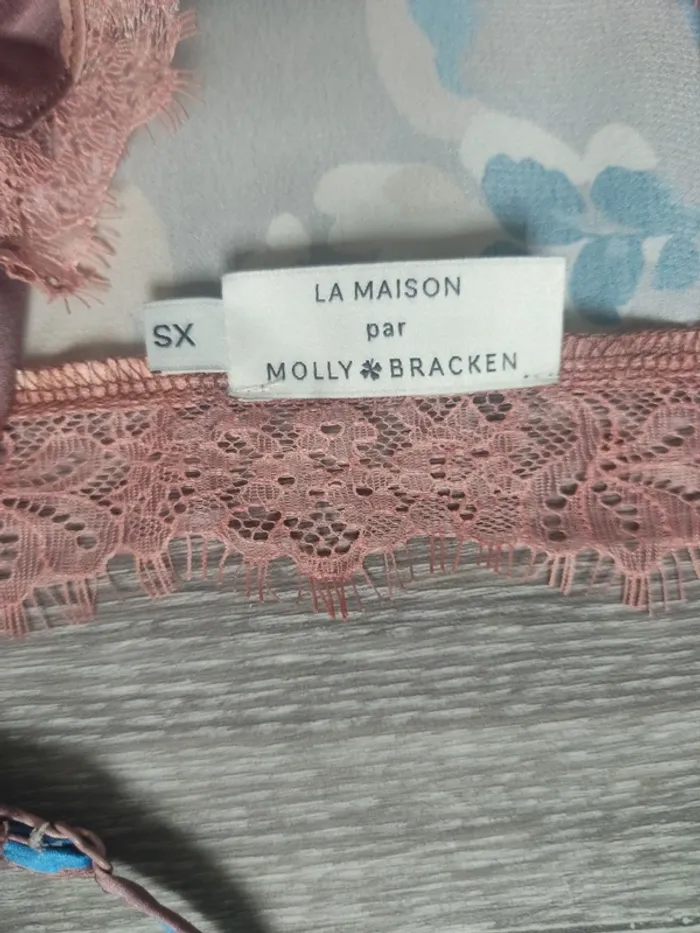 LA MAISON
par
SX
MOLLY BRACKEN